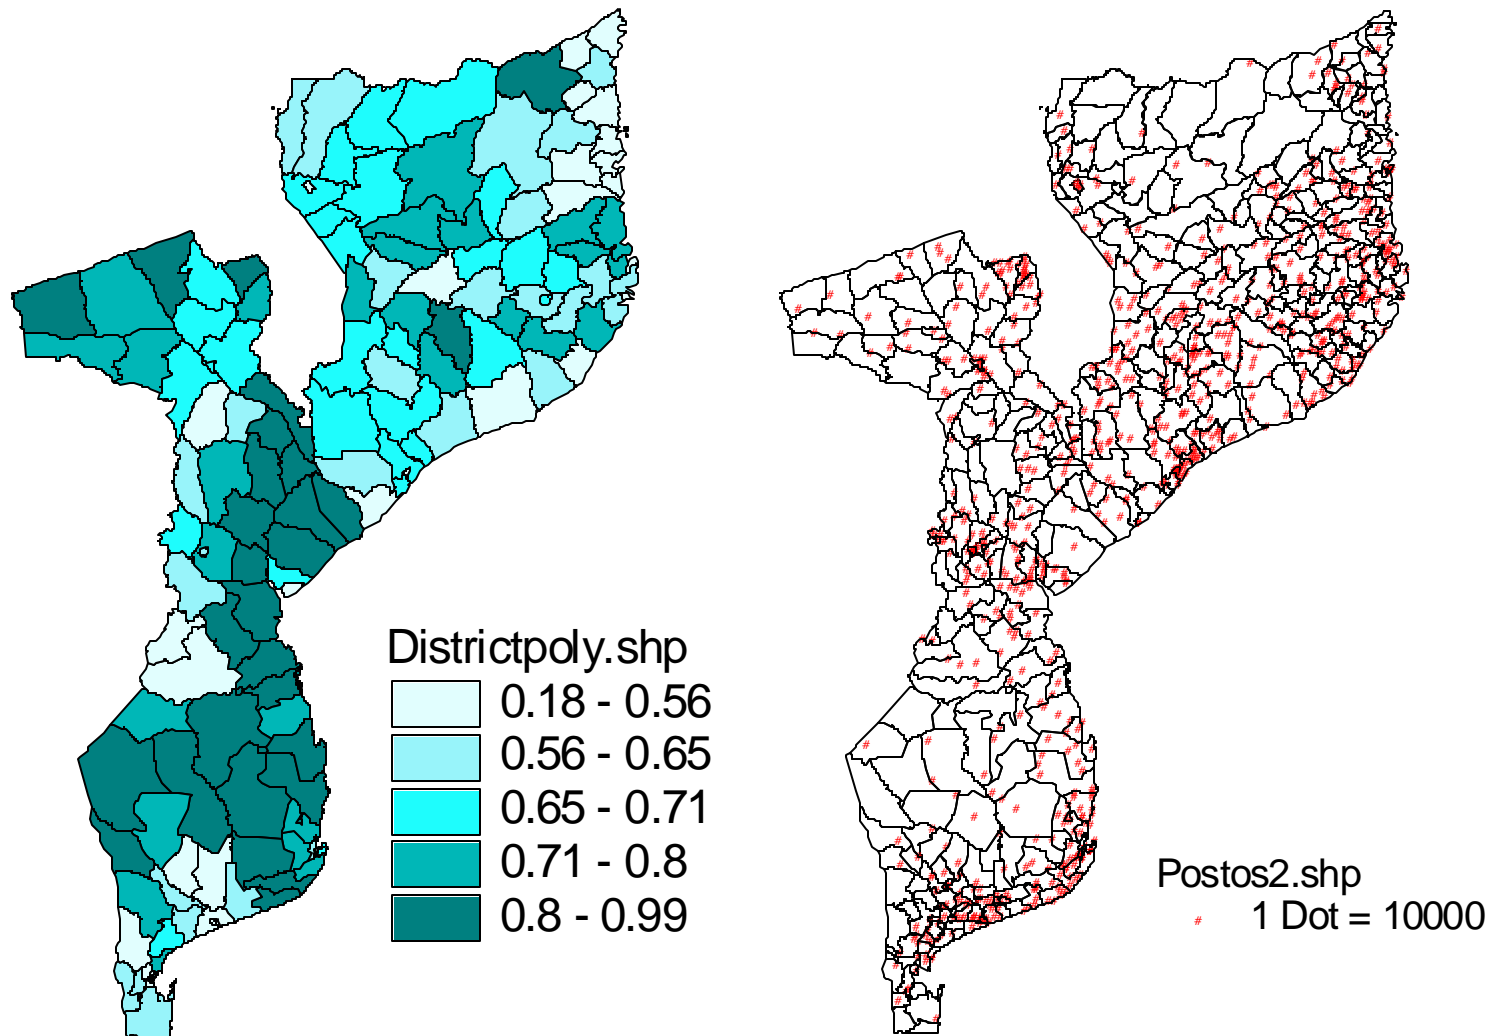 Districtpoly.shp
0.18 - 0.56
0.56 - 0.65
0.65 - 0.71
0.71 - 0.8
0.8 - 0.99
Postos2.shp
# 1 Dot = 10000